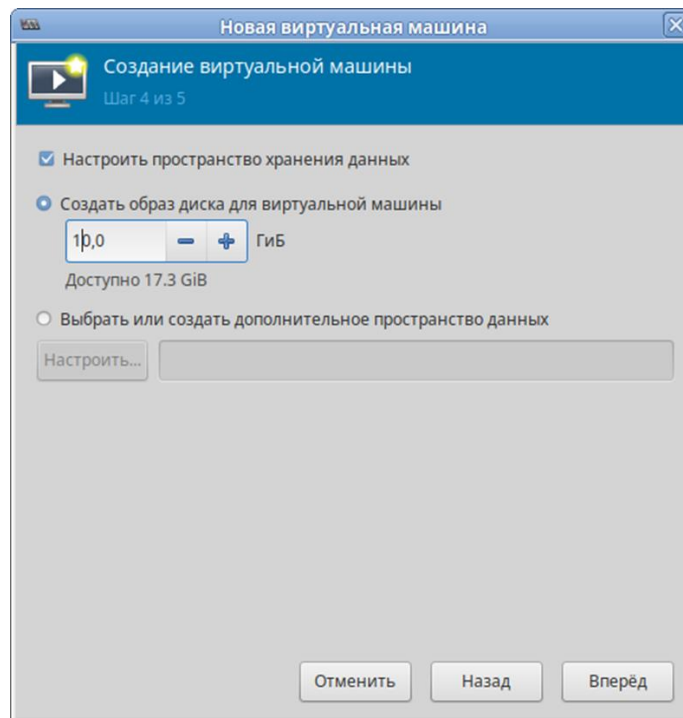 Новая виртуальная машина
Создание виртуальной машины
Шаг 4 из 5
Настроить пространство хранения данных
Создать образ диска для виртуальной машины
10,0 ГиБ
Доступно 17.3 GiB
Выбрать или создать дополнительное пространство данных
Настроить...
Отменить Назад Вперёд